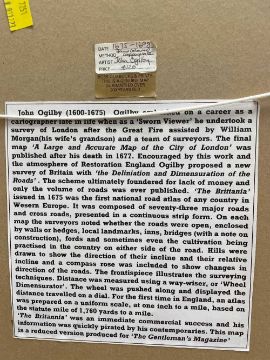 DATE 1675
METHOD
ARTIST John Ogilby
PRICE
John Ogilby (1600-1675) Ogilby on a career as a
cartographer late in life when as a 'Sworn Viewer' he undertook a
survey of London after the Great Fire assisted by William
Morgan(his wife's grandson) and a team of surveyors. The final
map 'A Large and Accurate Map of the City of London' was
published after his death in 1672. Encouraged by this work and
the atmosphere of Restoration England Ogilby proposed a new
survey of Britain with 'the Deliniation and Dimensuration of the
Roads'. The scheme ultimately foundered for lack of money and
only the volume of roads was ever published. 'The Brittania'
issued in 1675 was the first national road atlas of any country in
Wesern Europe. It was composed of seventy-three major roads
and cross roads, presented in a continuous strip form. On each
map the surveyors noted whether the roads were open, enclosed
by walls or hedges, local landmarks, inns, bridges (with a note on
construction), fords and sometimes even the cultivation being
practised in the country on either side of the road. Hills were
drawn to show the direction of their incline and their relative
incline and a compass rose was included to show changes in
direction of the road. The frontispiece illustrates the surveying
techniques. Distance was measured using a way-wiser, or 'Wheel
Dimensurator'. The wheel was pushed along and displayed the
distance travelled on a dial. For the first time in England, an atlas
was prepared on a uniform scale, at one inch to a mile, based on
the statute mile of 1,760 yards to a mile.
'The Britannia' was an immediate commercial success and his
information was quickly pirated by his contemporaries. This map
is a reduced version produced for 'The Gentleman's Magazine'